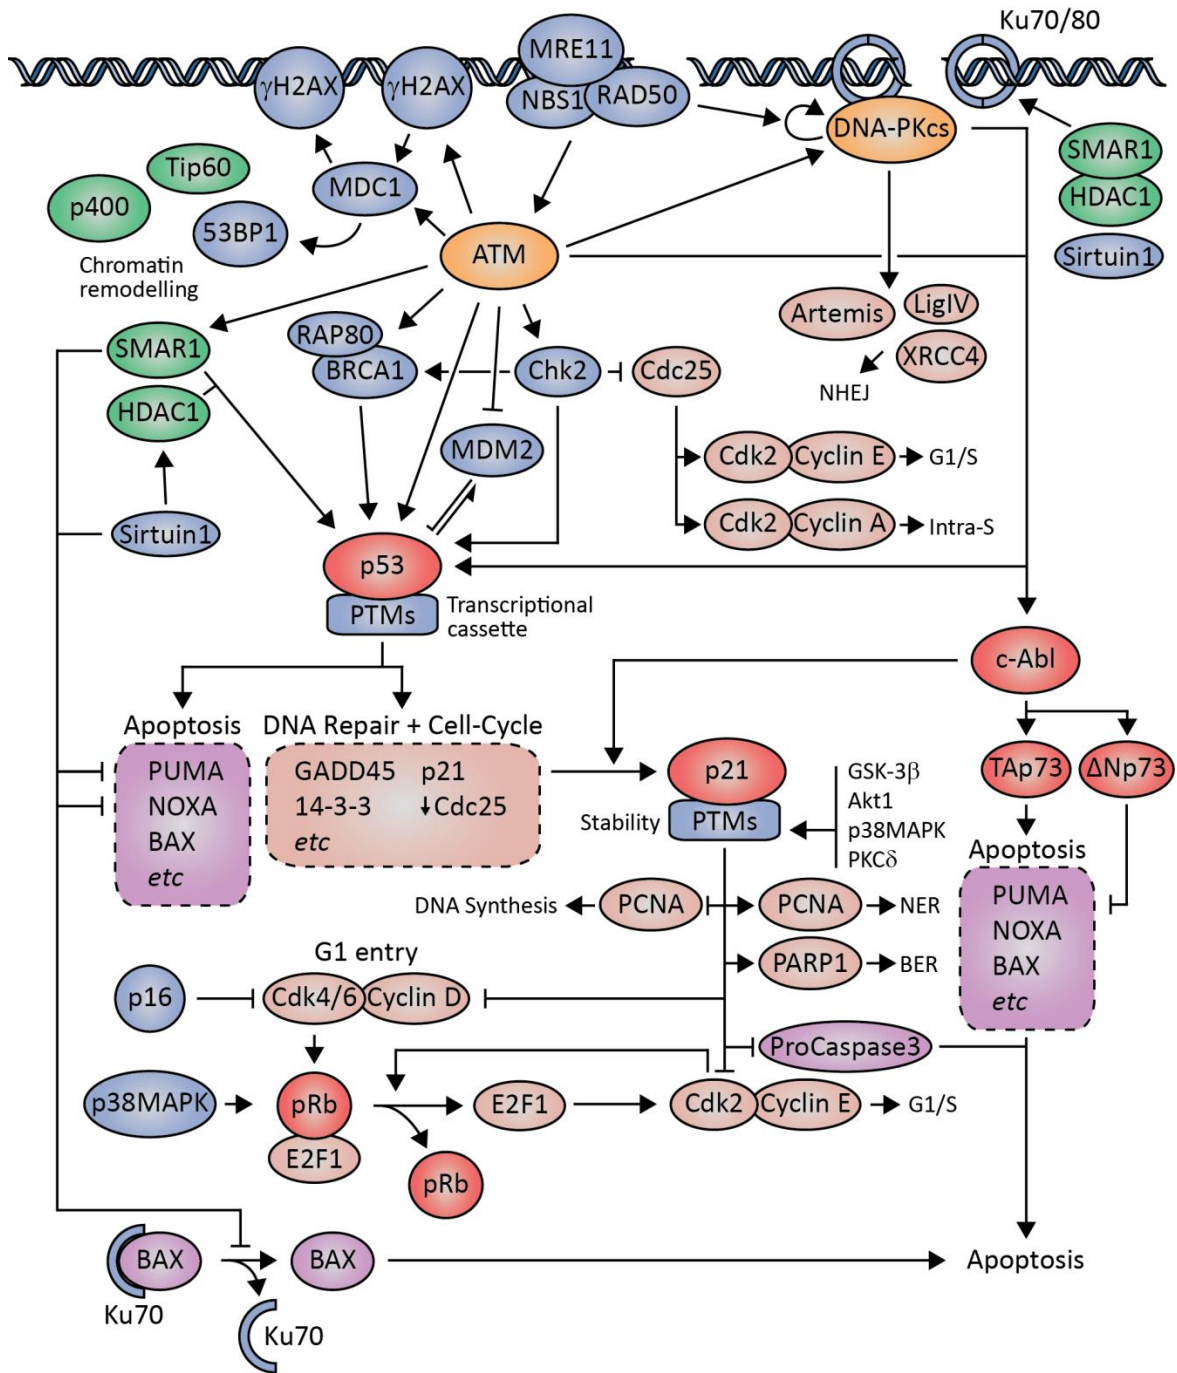 Ku70/80
MRE11
γH2AX
γH2AX
NBS1
RAD50
DNA-PKcs
SMAR1
HDAC1
Sirtuin1
Tip60
p400
MDC1
53BP1
ATM
Chromatin
remodelling
Artemis
LigIV
XRCC4
NHEJ
SMAR1
HDAC1
RAP80
BRCA1
Chk2
Cdc25
MDM2
Cdk2
Cyclin E
G1/S
Cdk2
Cyclin A
Intra-S
Sirtuin1
p53
PTMs
Transcriptional
cassette
c-Abl
Apoptosis
PUMA
NOXA
BAX
etc
DNA Repair + Cell-Cycle
GADD45 p21
14-3-3 ↓Cdc25
etc
p21
PTMs
Stability
GSK-3β
Akt1
p38MAPK
PKCδ
TAp73
ΔNp73
Apoptosis
PUMA
NOXA
BAX
etc
DNA Synthesis
PCNA
PCNA
NER
PARP1
BER
G1 entry
p16
Cdk4/6
Cyclin D
ProCaspase3
p38MAPK
pRb
E2F1
E2F1
Cdk2
Cyclin E
G1/S
pRb
BAX
Ku70
BAX
Ku70
Apoptosis